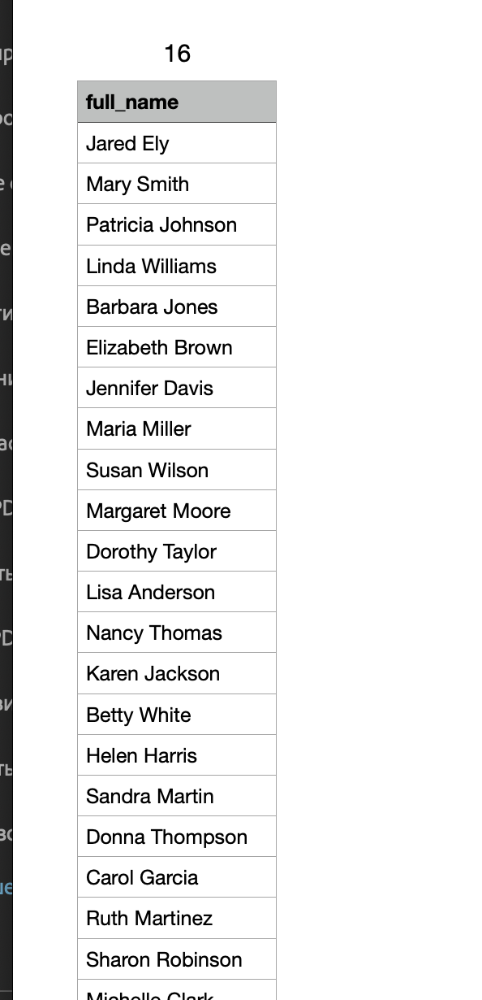 16
full_name
Jared Ely
Mary Smith
Patricia Johnson
Linda Williams
Barbara Jones
Elizabeth Brown
Jennifer Davis
Maria Miller
Susan Wilson
Margaret Moore
Dorothy Taylor
Lisa Anderson
Nancy Thomas
Karen Jackson
Betty White
Helen Harris
Sandra Martin
Donna Thompson
Carol Garcia
Ruth Martinez
Sharon Robinson
Michelle Clark